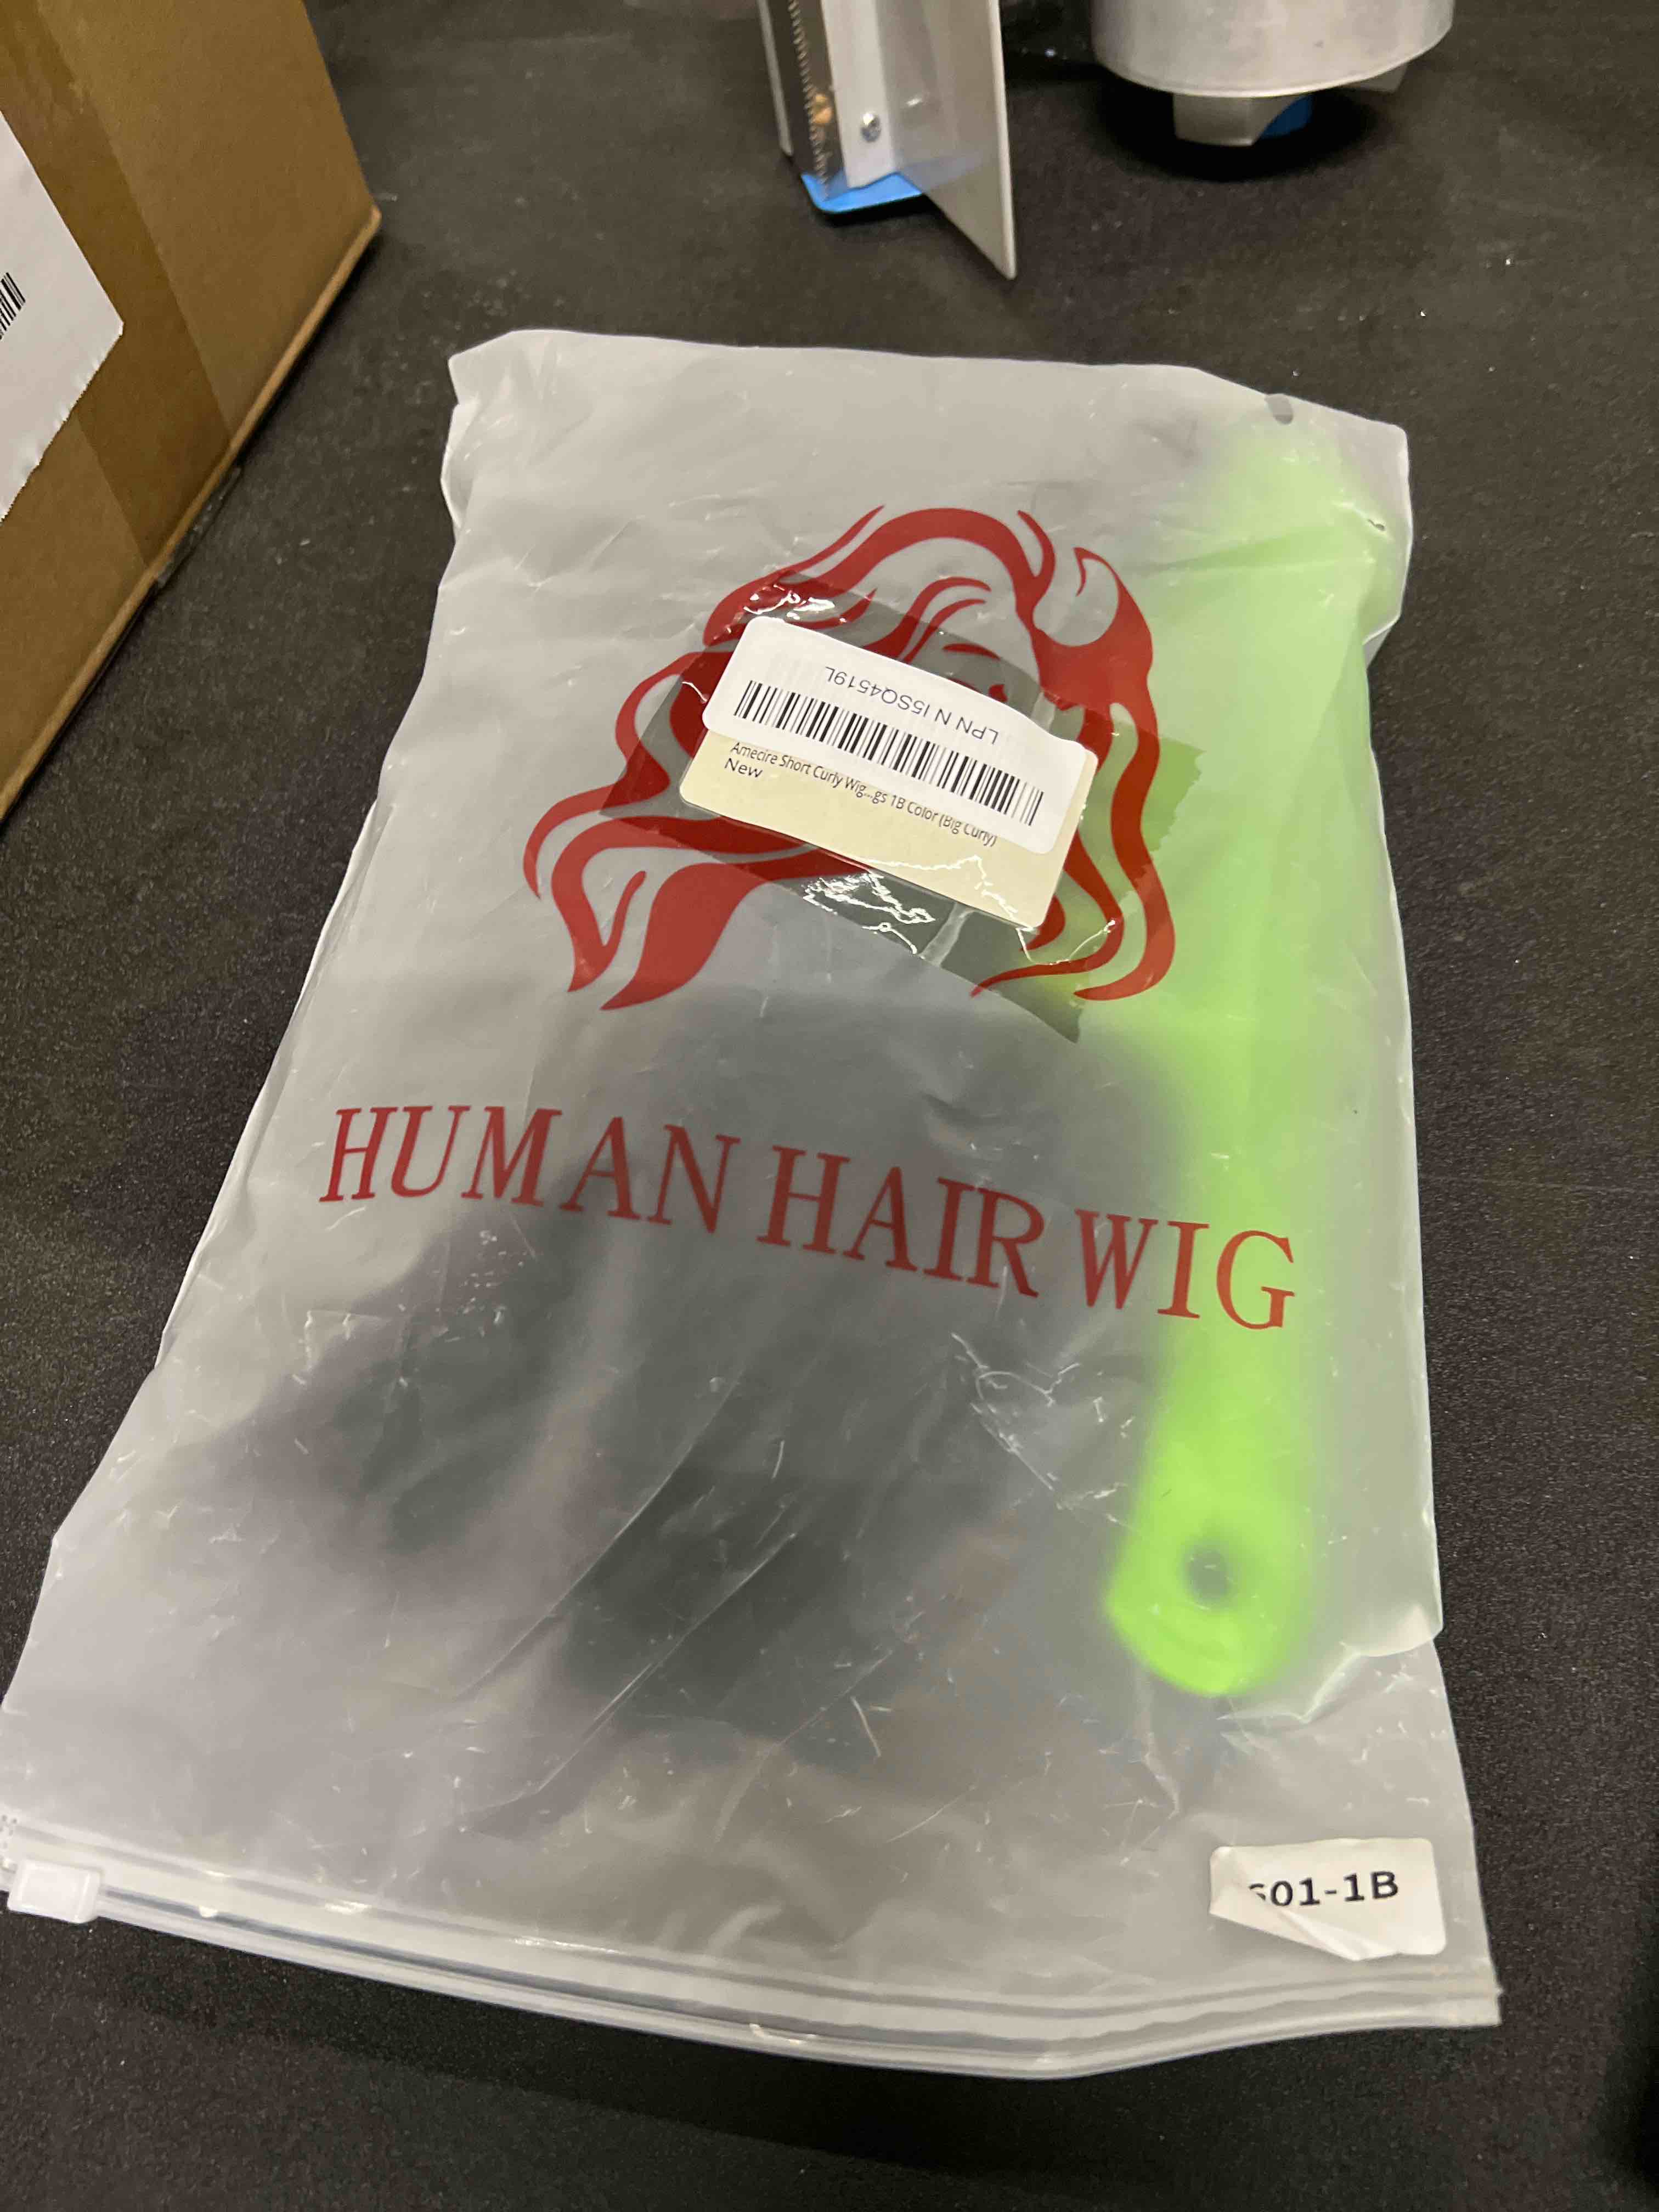 LPN N I5SQ4519L
Amecire Short Curly Wig...gs 1B Color (Big Curly)
New
HUMAN HAIR WIG
601-1B